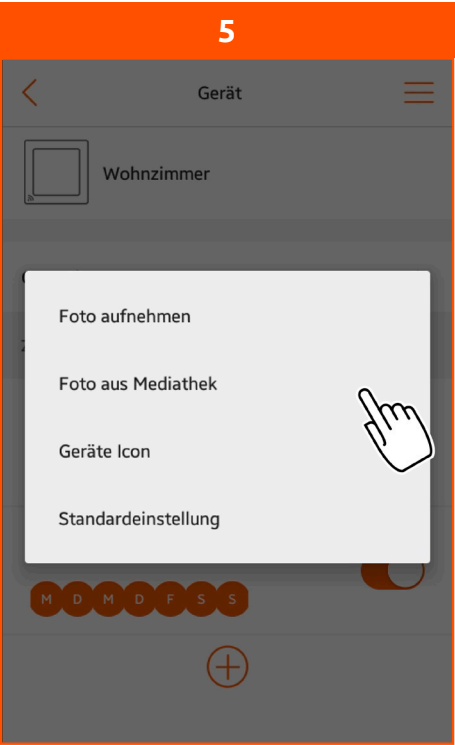 5
Gerät
Wohnzimmer
Foto aufnehmen
Foto aus Mediathek
Geräte Icon
Standardeinstellung
M D M D F S S